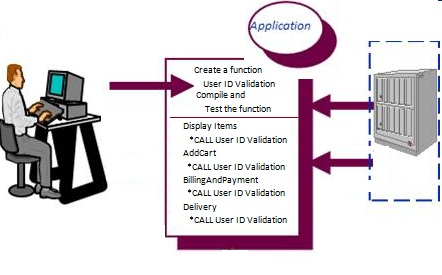 Application
Create a function
User ID Validation
Compile and
Test the function
Display Items
*CALL User ID Validation
AddCart
*CALL User ID Validation
BillingAndPayment
*CALL User ID Validation
Delivery
*CALL User ID Validation